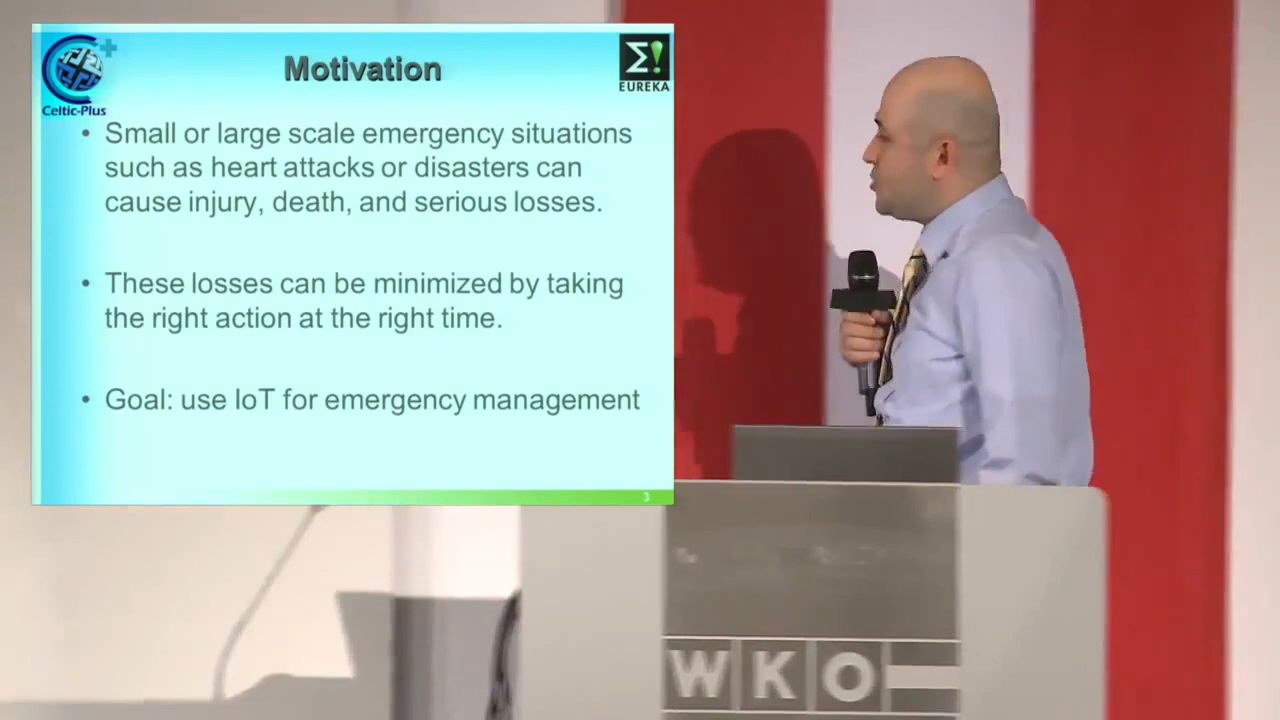 Motivation
Celtic-Plus
Σ!
EUREKA
• Small or large scale emergency situations
such as heart attacks or disasters can
cause injury, death, and serious losses.
• These losses can be minimized by taking
the right action at the right time.
• Goal: use IoT for emergency management
3
WKO